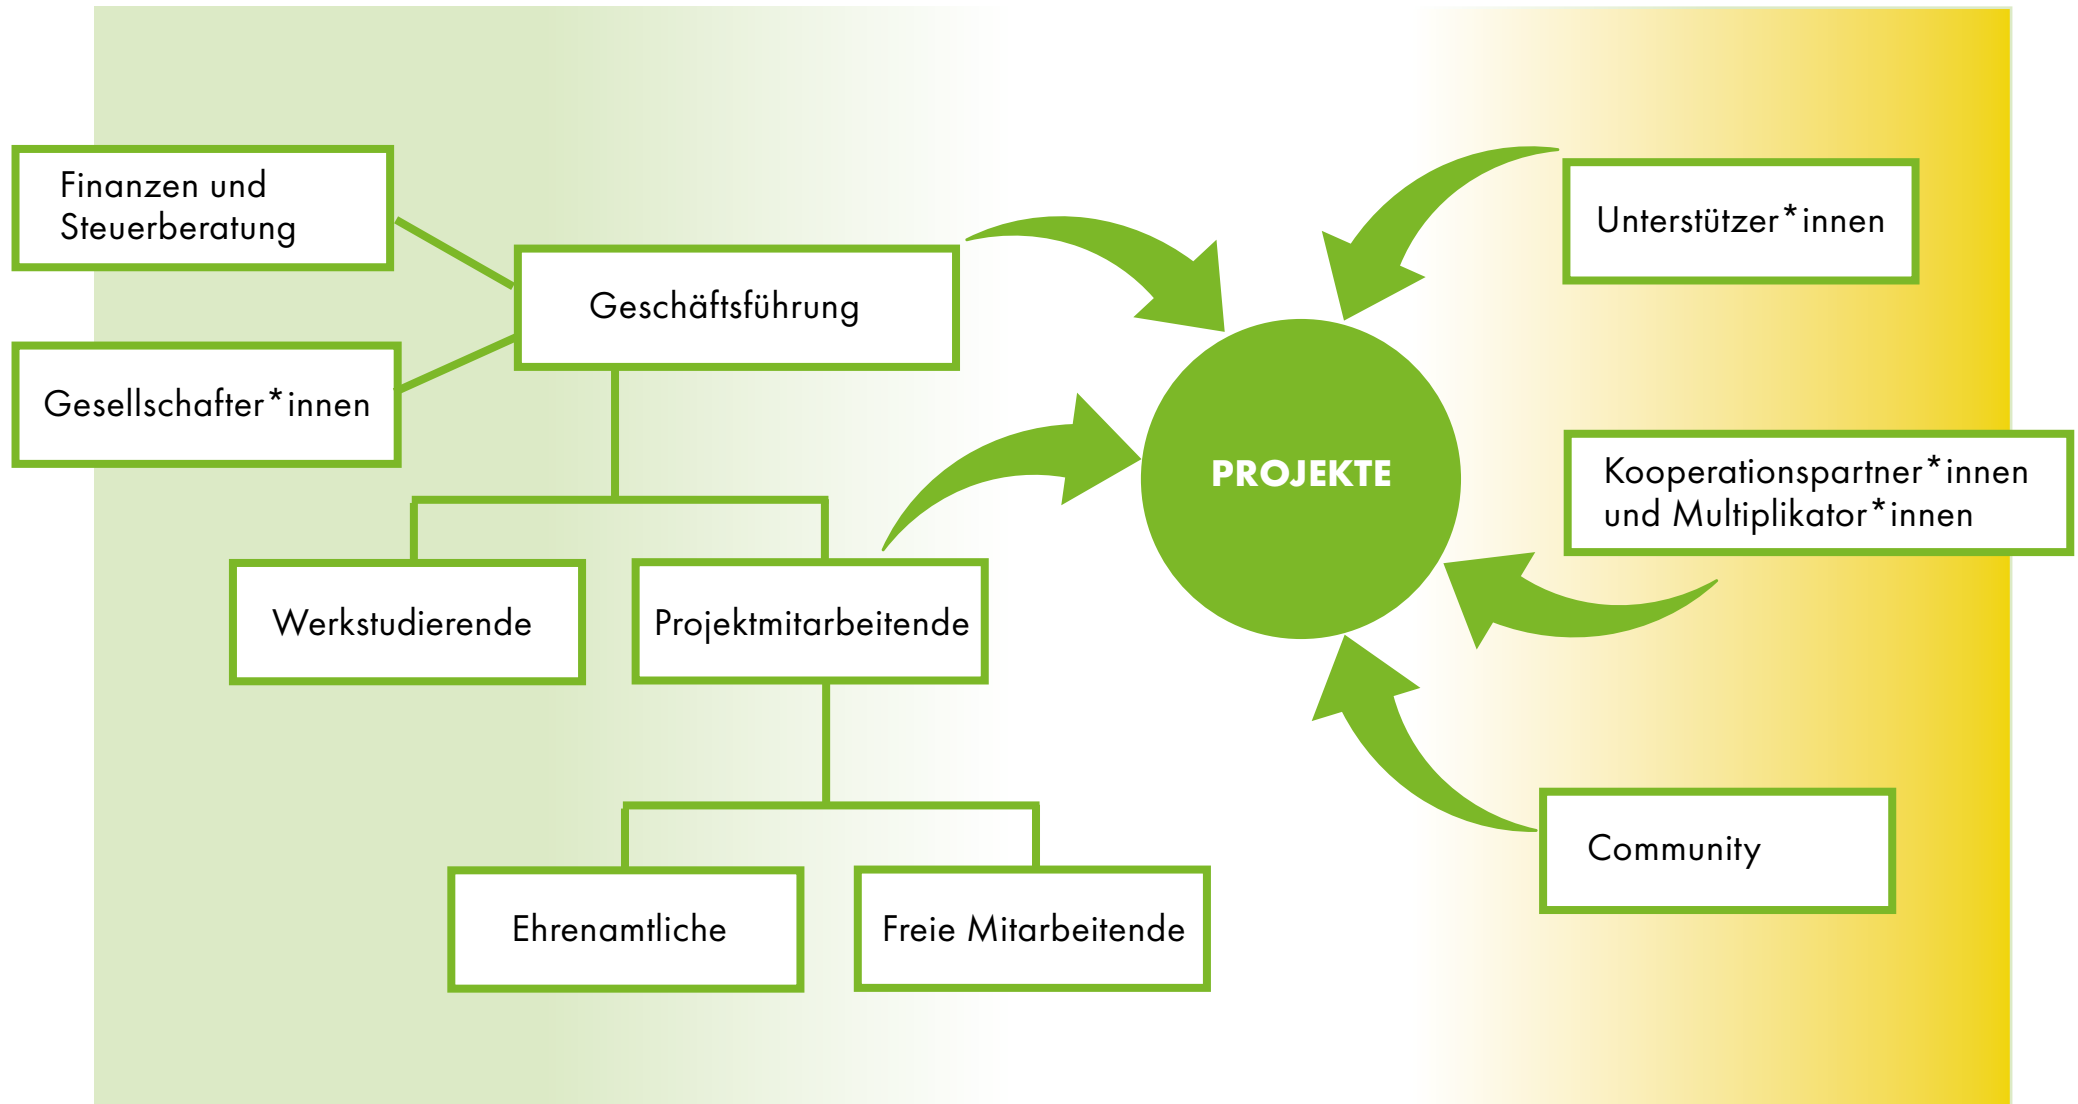 Finanzen und
Steuerberatung
Gesellschafter*innen
Geschäftsführung
Werkstudierende
Projektmitarbeitende
Ehrenamtliche
Freie Mitarbeitende
PROJEKTE
Unterstützer*innen
Kooperationspartner*innen
und Multiplikator*innen
Community